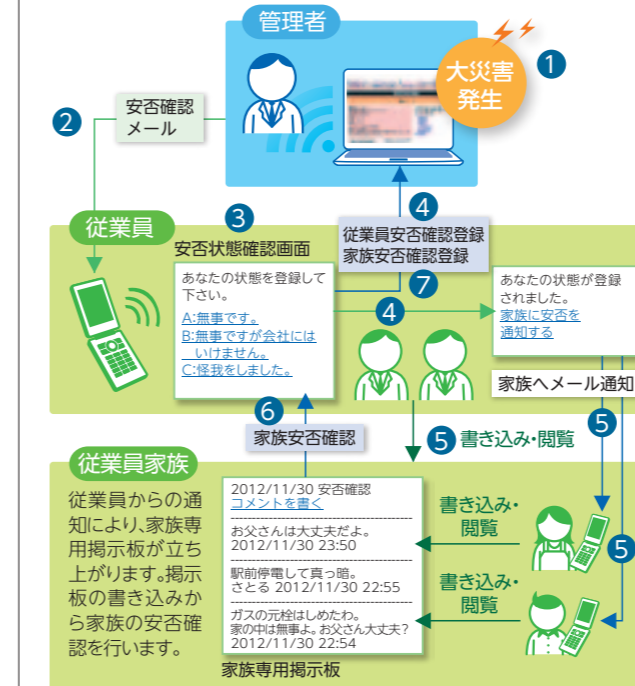 管理者
大災害
発生
1
2
安否確認
メール
従業員
3
安否状態確認画面
あなたの状態を登録して
下さい。
A:無事です。
B:無事ですが会社には
いけません。
C:怪我をしました。
4
従業員安否確認登録
家族安否確認登録
7
4
あなたの状態が登録
されました。
家族に安否を
通知する
家族へメール通知
6
家族安否確認
5 書き込み・閲覧
5
5
従業員家族
従業員からの通
知により、家族専
用掲示板が立ち
上がります。掲示
板の書き込みか
ら家族の安否確
認を行います。
2012/11/30 安否確認
コメントを書く
お父さんは大丈夫だよ。
2012/11/30 23:50
駅前停電して真っ暗。
さとる 2012/11/30 22:55
ガスの元栓はしめたわ。
家の中は無事よ。お父さん大丈夫?
2012/11/30 22:54
家族専用掲示板
書き込み・
閲覧
書き込み・
閲覧